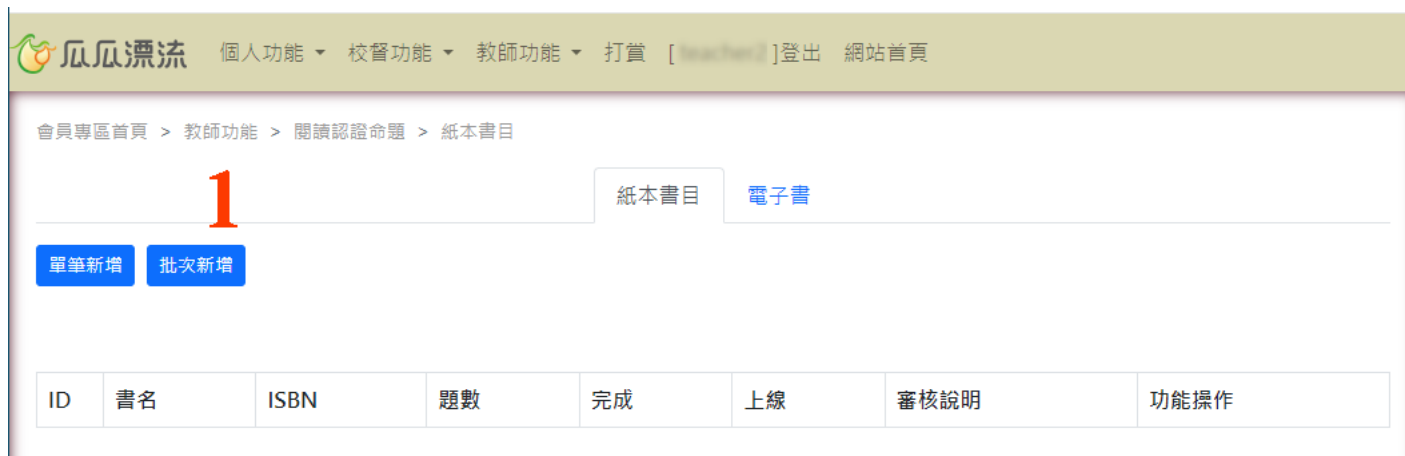 瓜瓜漂流 個人功能 校督功能 教師功能 打賞 [ ]登出 網站首頁
會員專區首頁 > 教師功能 > 閱讀認證命題 > 紙本書目
1
紙本書目 電子書
單筆新增 批次新增
ID 書名 ISBN 題數 完成 上線 審核說明 功能操作